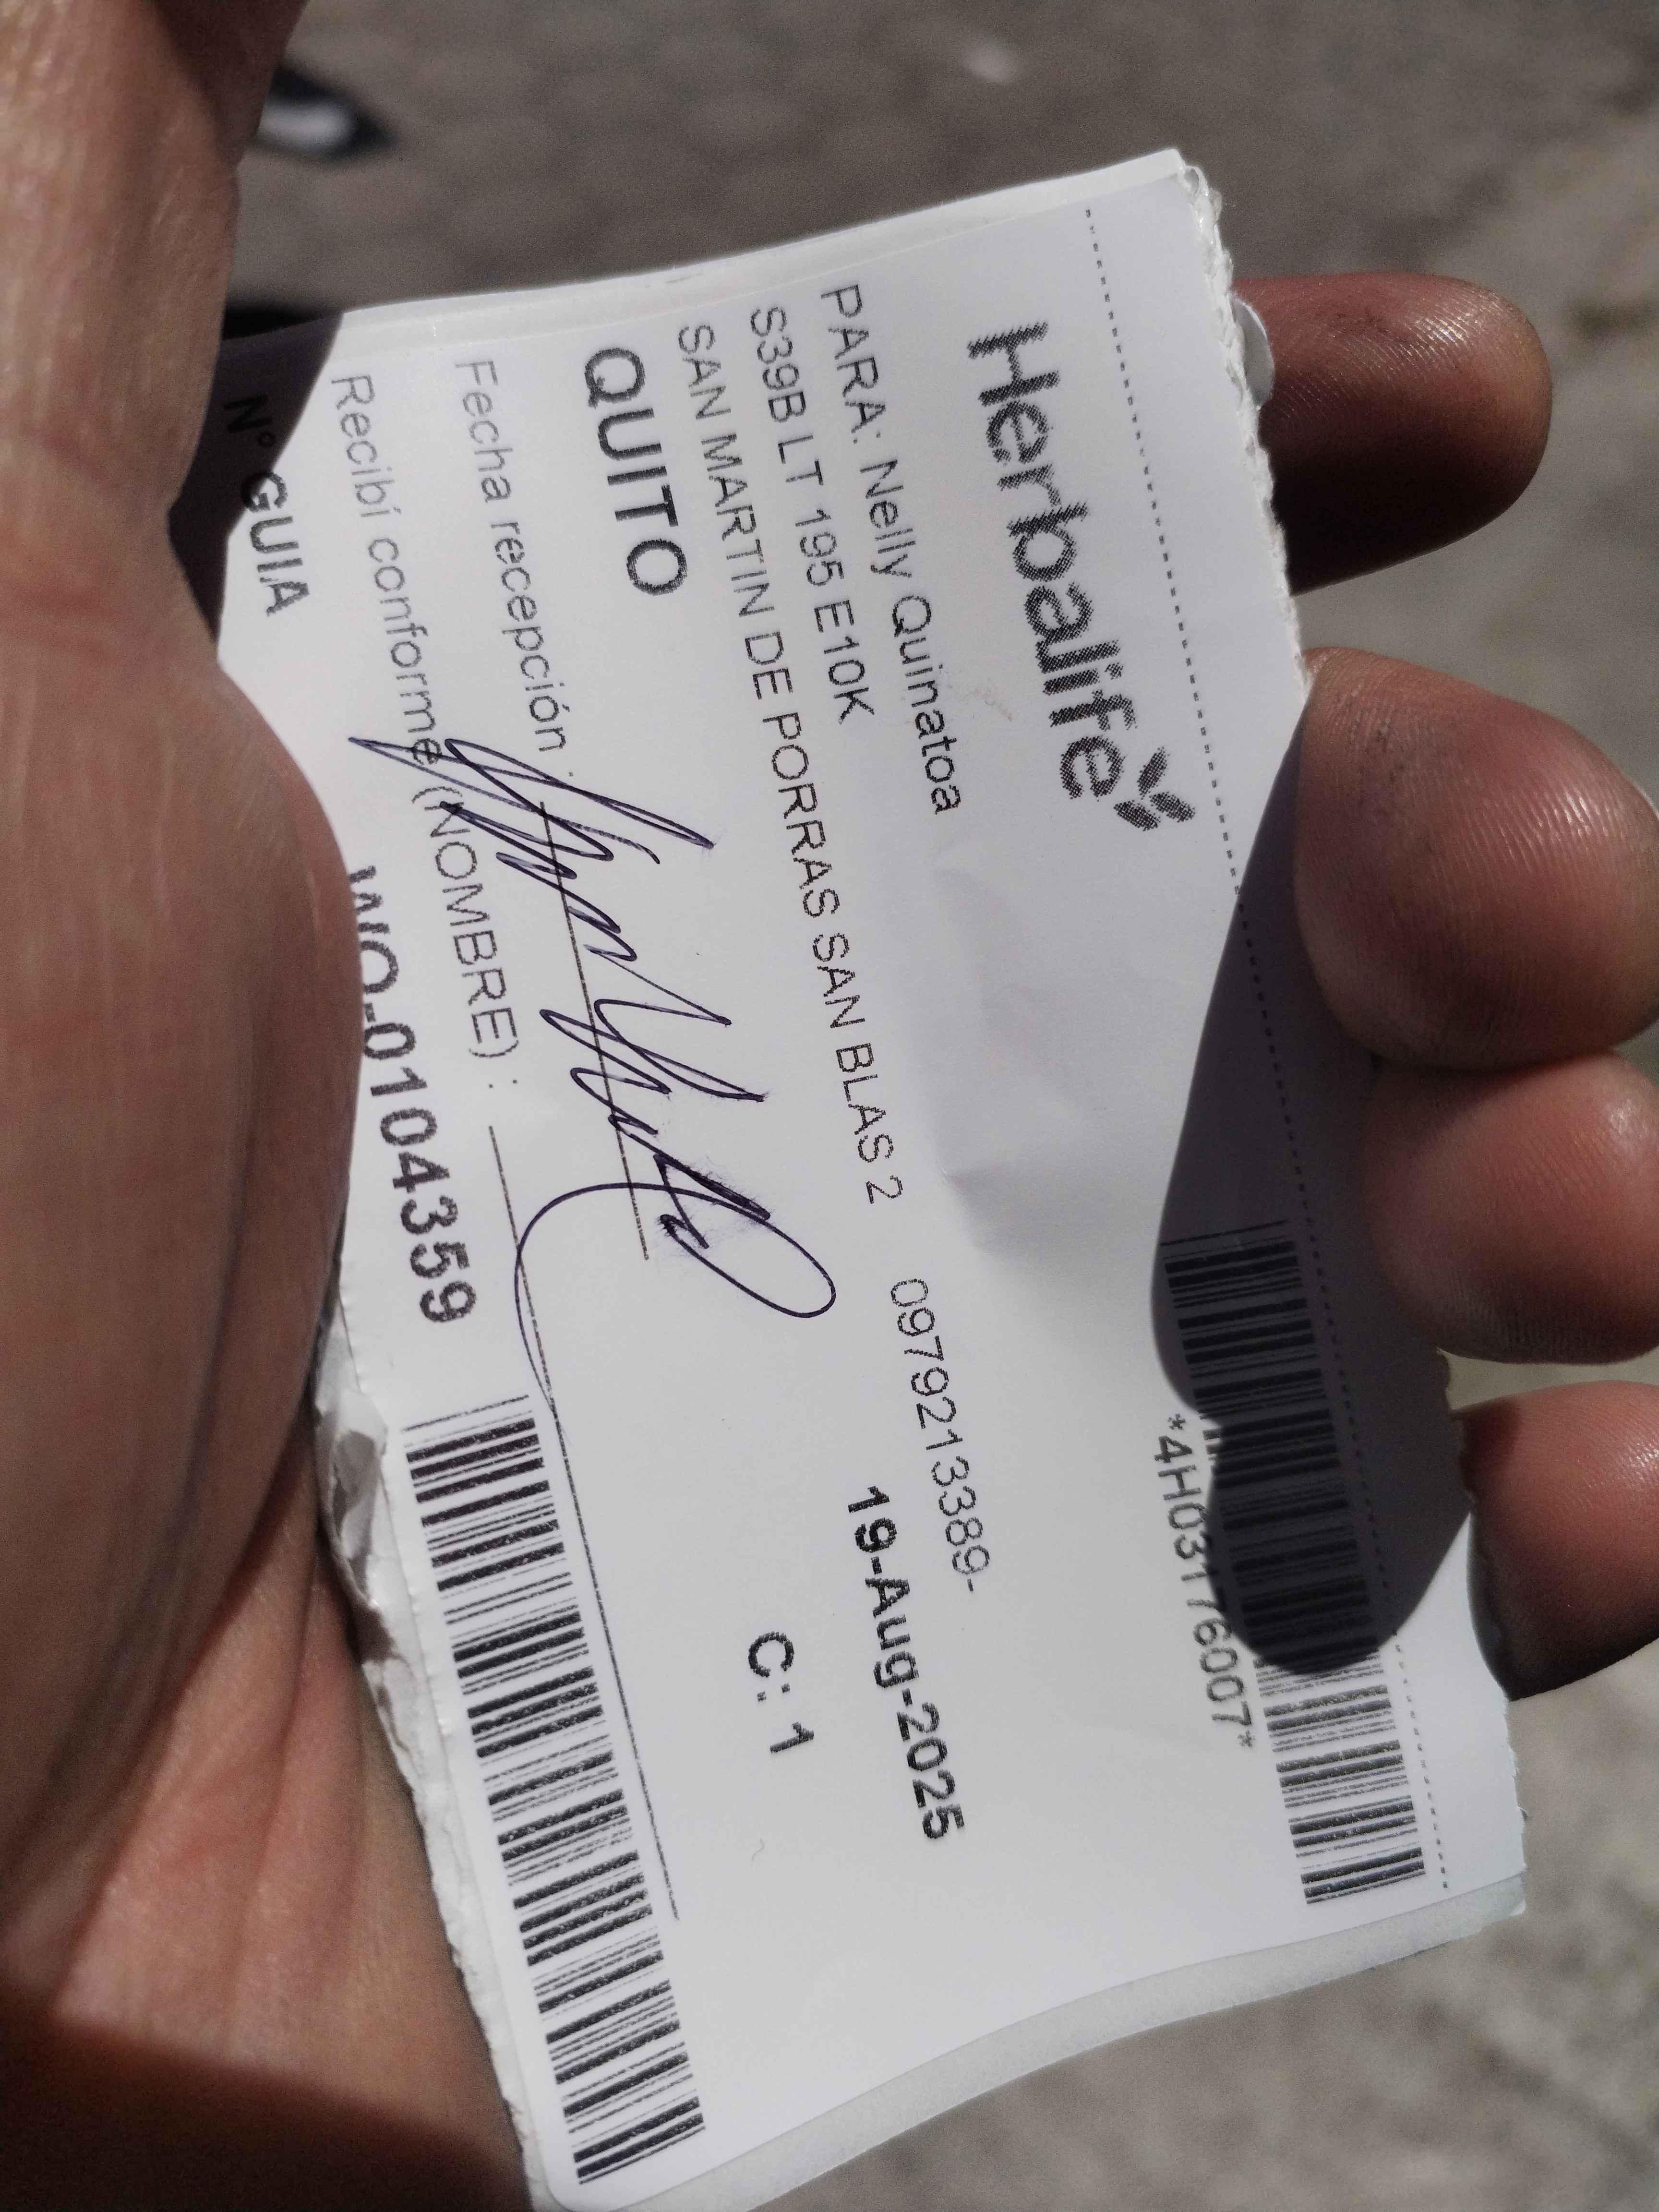 Herbalife
*4H03176007*
PARA: Nelly Quinatoa
S39B LT 195 E10K
SAN MARTIN DE PORRAS SAN BLAS 2 0979213389-
QUITO 19-Aug-2025
C: 1
Fecha recepción :
Recibí conforme (NOMBRE) :
N° GUIA WO-0104359